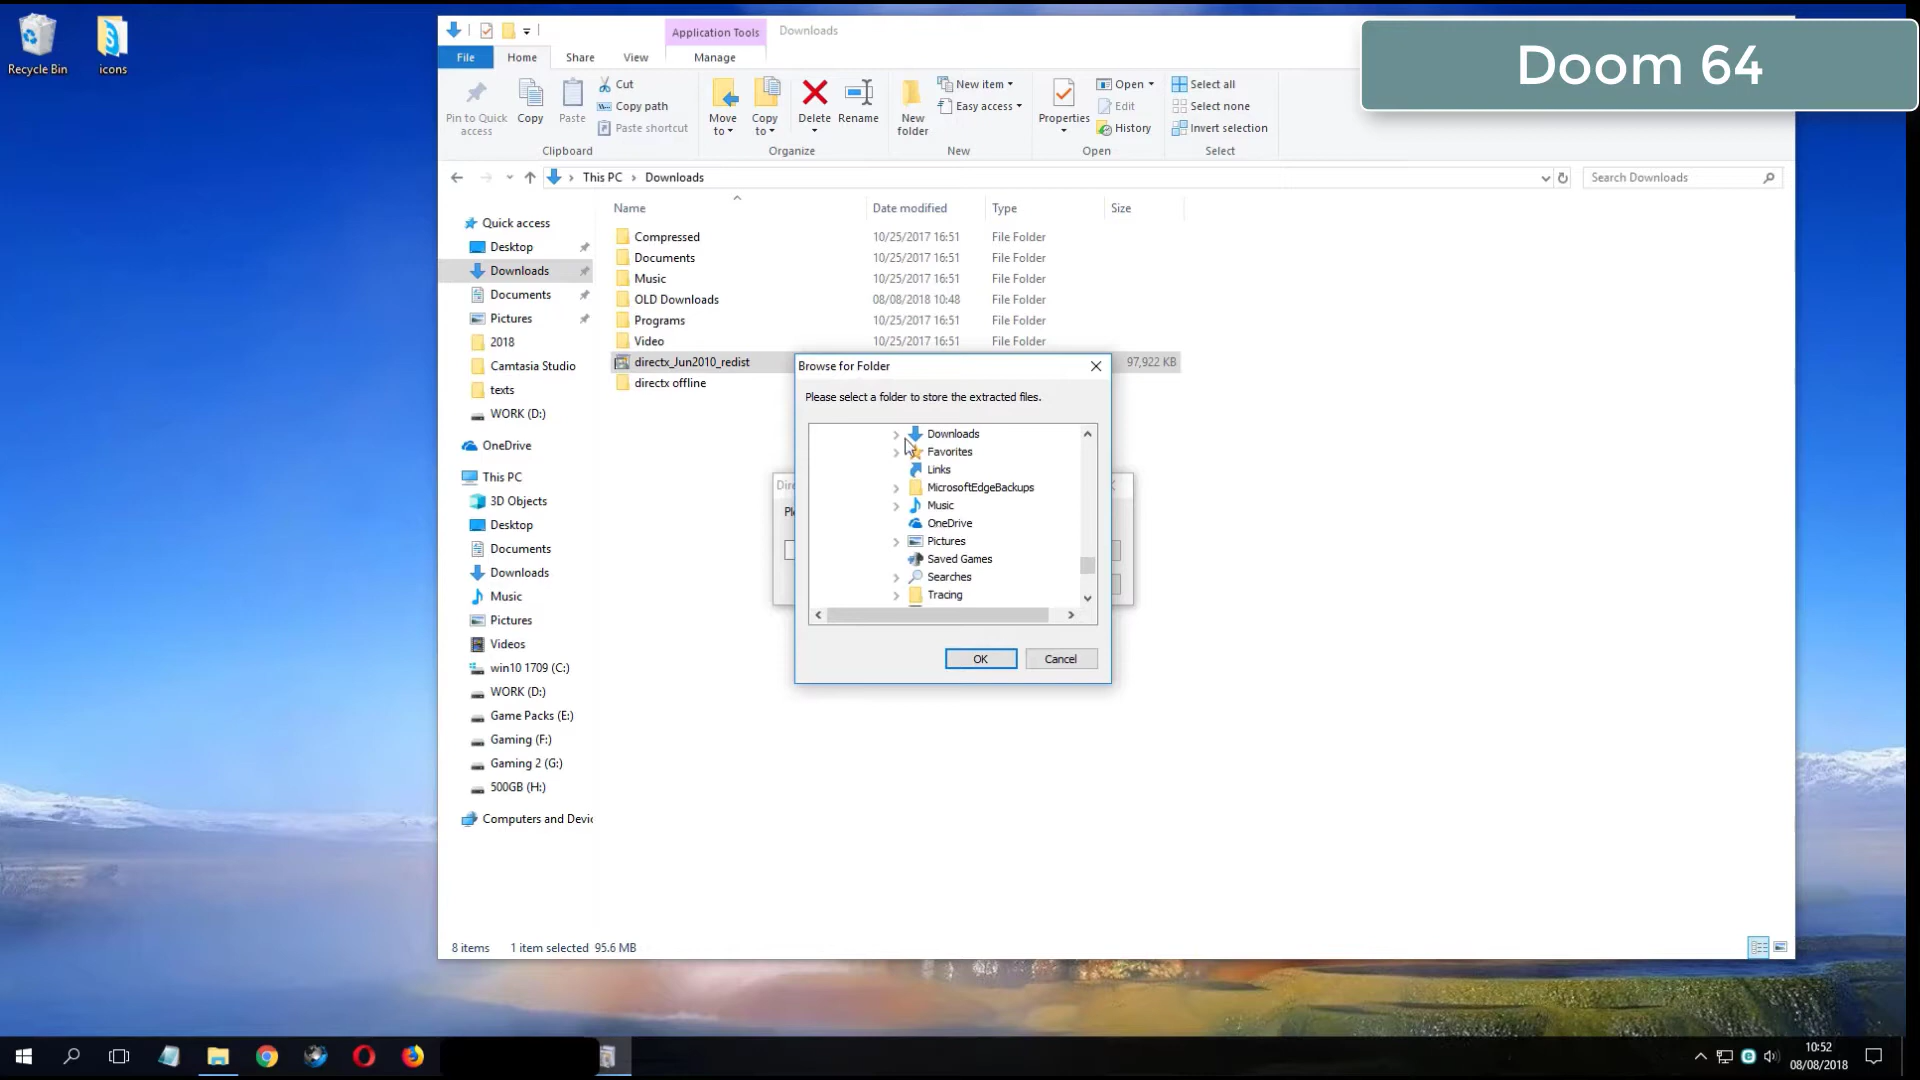 Recycle Bin
icons
Application Tools
Downloads
File
Home
Share
View
Manage
Pin to Quick
access
Copy
Paste
Cut
Copy path
Paste shortcut
Clipboard
Move
to
Copy
to
Delete
Rename
Organize
New
folder
New item
Easy access
New
Properties
Open
Edit
History
Open
Select all
Select none
Invert selection
Select
Doom 64
This PC
Downloads
Search Downloads
Name
Date modified
Type
Size
Compressed 10/25/2017 16:51 File Folder
Documents 10/25/2017 16:51 File Folder
Music 10/25/2017 16:51 File Folder
OLD Downloads 08/08/2018 10:48 File Folder
Programs 10/25/2017 16:51 File Folder
Video 10/25/2017 16:51 File Folder
directx_Jun2010_redist 97,922 KB
directx offline
Quick access
Desktop
Downloads
Documents
Pictures
2018
Camtasia Studio
texts
WORK (D:)
OneDrive
This PC
3D Objects
Desktop
Documents
Downloads
Music
Pictures
Videos
win10 1709 (C:)
WORK (D:)
Game Packs (E:)
Gaming (F:)
Gaming 2 (G:)
500GB (H:)
Computers and Devic
Browse for Folder
Please select a folder to store the extracted files.
Downloads
Favorites
Links
MicrosoftEdgeBackups
Music
OneDrive
Pictures
Saved Games
Searches
Tracing
OK
Cancel
8 items
1 item selected 95.6 MB
10:52
08/08/2018